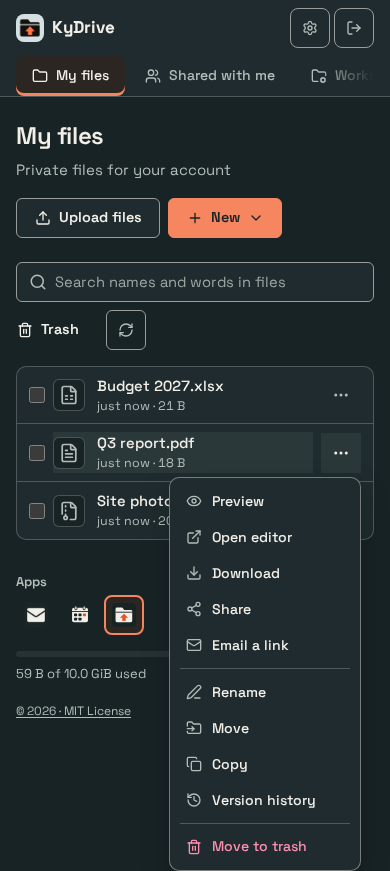 KyDrive
My files
Shared with me
Work
My files
Private files for your account
Upload files
New
Search names and words in files
Trash
Budget 2027.xlsx
just now · 21 B
Q3 report.pdf
just now · 18 B
Site photo
just now · 20
Preview
Open editor
Download
Share
Email a link
Rename
Move
Copy
Version history
Move to trash
Apps
59 B of 10.0 GiB used
© 2026 · MIT License